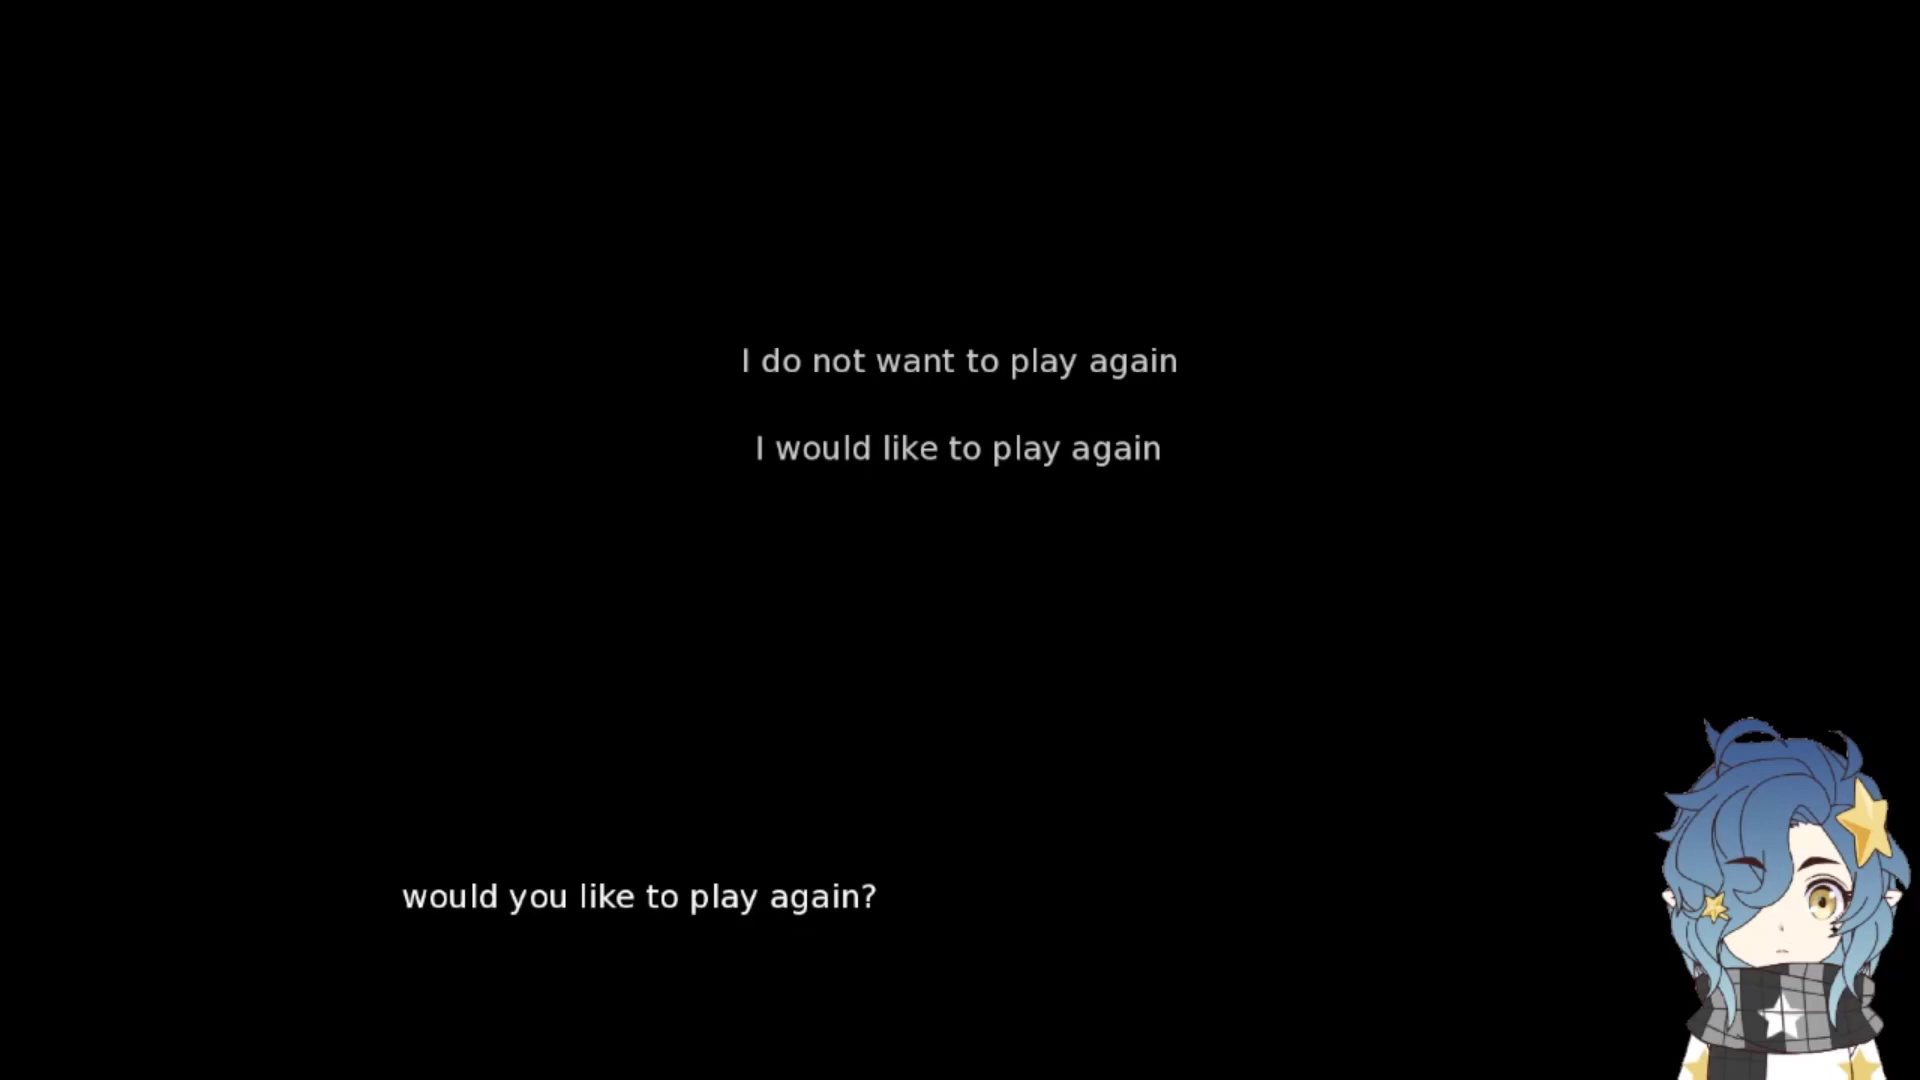 I do not want to play again
I would like to play again
would you like to play again?